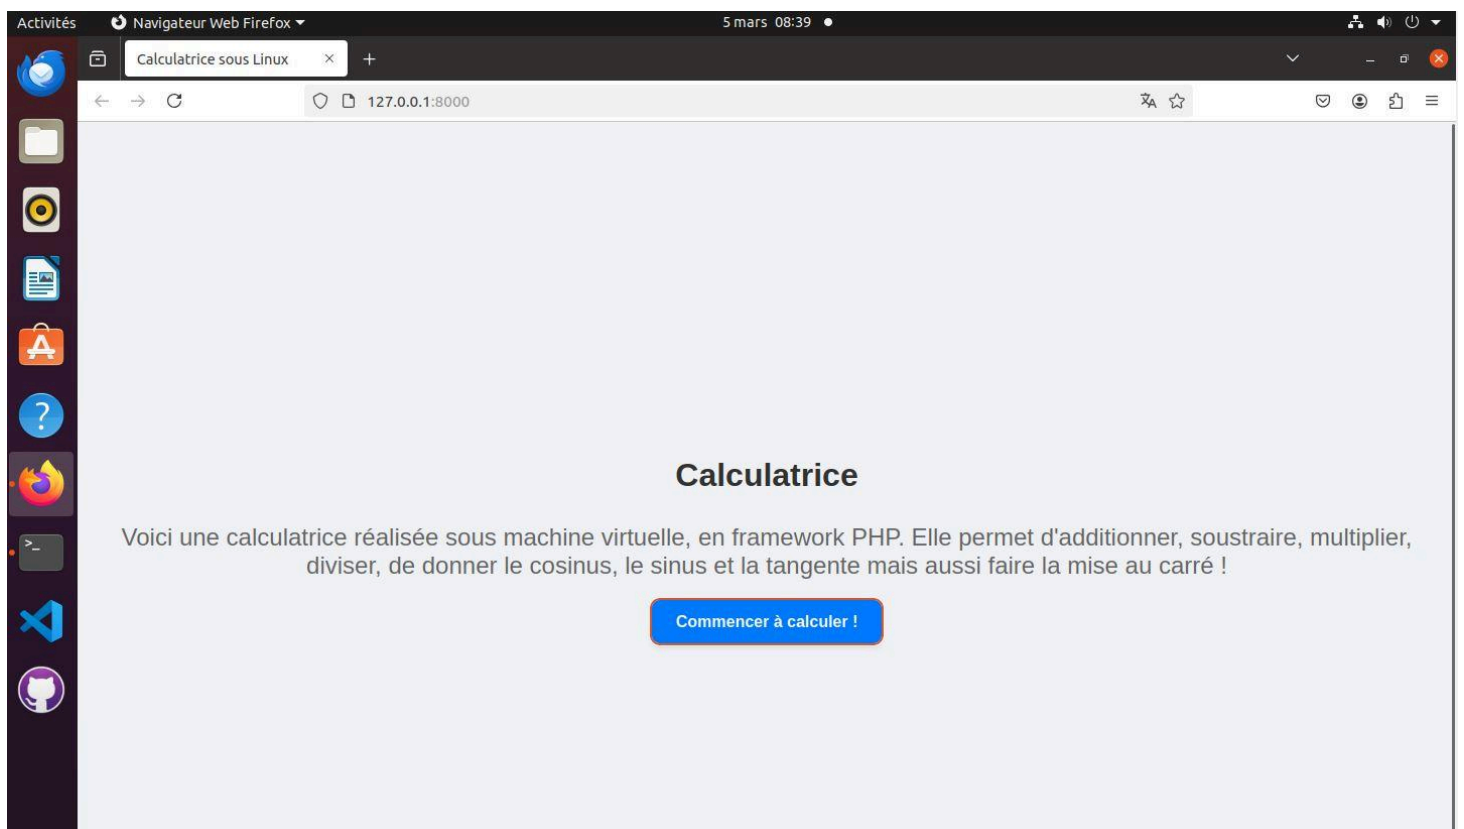 Activités
Navigateur Web Firefox
5 mars 08:39
Calculatrice sous Linux
127.0.0.1:8000
Calculatrice
Voici une calculatrice réalisée sous machine virtuelle, en framework PHP. Elle permet d'additionner, soustraire, multiplier,
diviser, de donner le cosinus, le sinus et la tangente mais aussi faire la mise au carré !
Commencer à calculer !